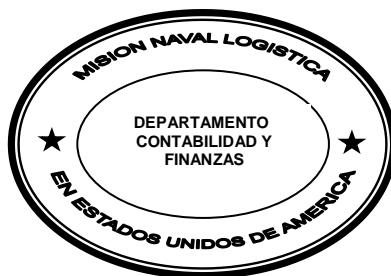 MISION NAVAL LOGISTICA
DEPARTAMENTO
CONTABILIDAD Y
FINANZAS
EN ESTADOS UNIDOS DE AMERICA